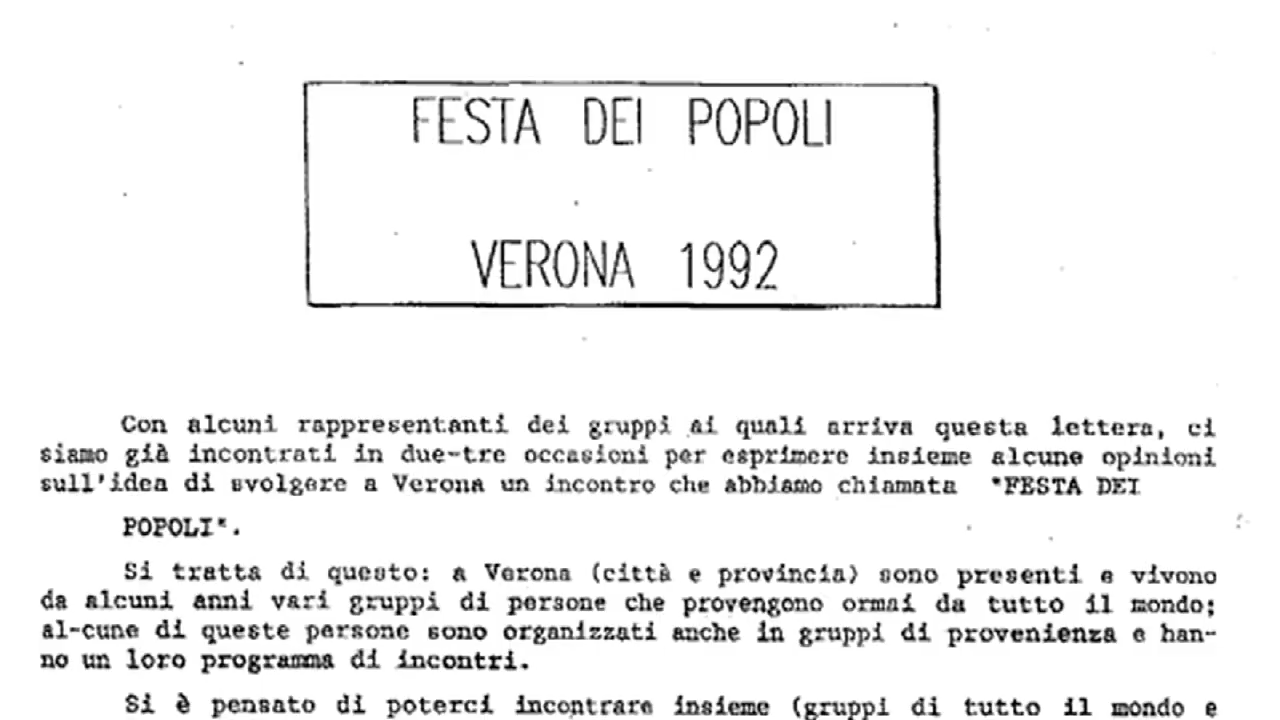 FESTA DEI POPOLI
VERONA 1992
Con alcuni rappresentanti dei gruppi ai quali arriva questa lettera, ci
siamo già incontrati in due-tre occasioni per esprimere insieme alcune opinioni
sull'idea di svolgere a Verona un incontro che abbiamo chiamata "FESTA DEI
POPOLI".
Si tratta di questo: a Verona (città e provincia) sono presenti e vivono
da alcuni anni vari gruppi di persone che provengono ormai da tutto il mondo;
al-cune di queste persone sono organizzati anche in gruppi di provenienza e han-
no un loro programma di incontri.
Si è pensato di poterci incontrare insieme (gruppi di tutto il mondo e